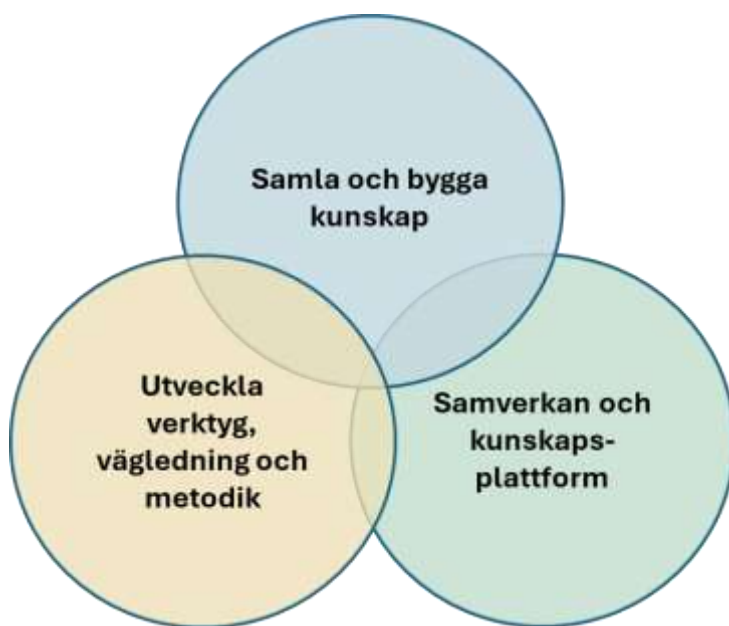 Samla och bygga
kunskap
Utveckla
verktyg,
vägledning och
metodik
Samverkan och
kunskaps-
plattform